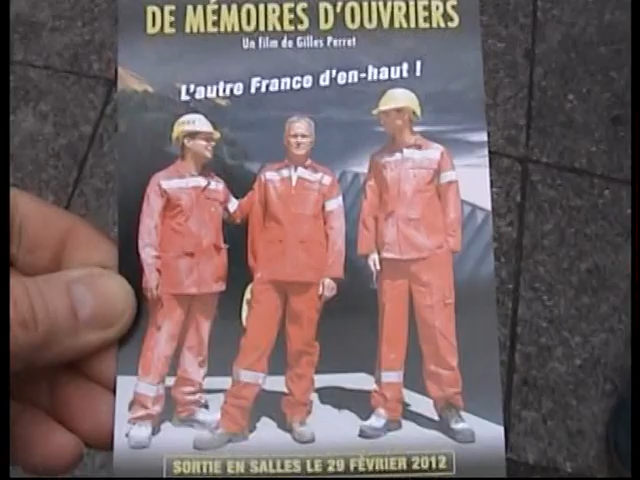 DE MÉMOIRES D'OUVRIERS
Un film de Gilles Perret
L'autre France d'en-haut !
SORTIE EN SALLES LE 29 FÉVRIER 2012